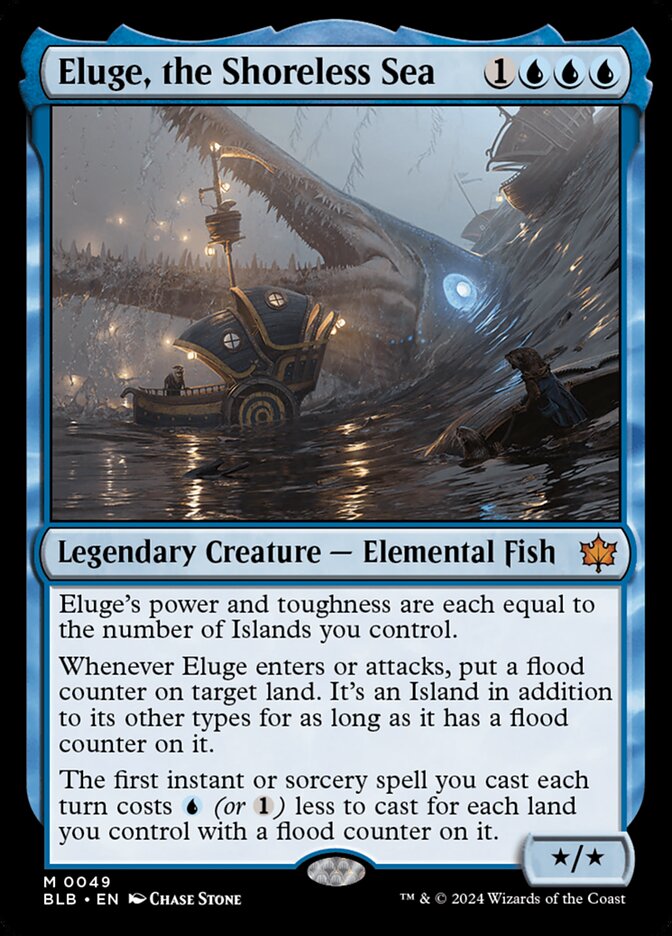 Eluge, the Shoreless Sea 1
Legendary Creature — Elemental Fish
Eluge's power and toughness are each equal to
the number of Islands you control.
Whenever Eluge enters or attacks, put a flood
counter on target land. It's an Island in addition
to its other types for as long as it has a flood
counter on it.
The first instant or sorcery spell you cast each
turn costs (or 1) less to cast for each land
you control with a flood counter on it.
★/★
M 0049
BLB • EN Chase Stone
™ & © 2024 Wizards of the Coast